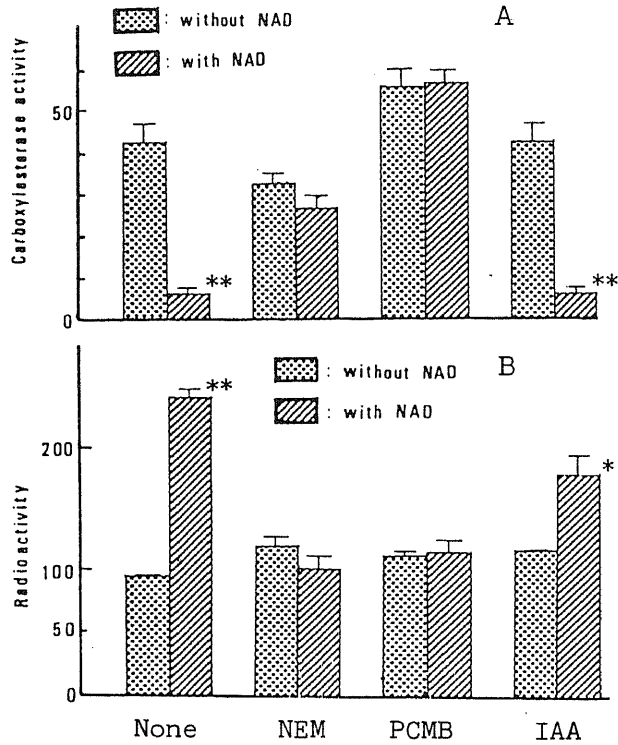 : without NAD
A
: with NAD
Carboxylesterase activity
50
0
**
**
: without NAD
B
: with NAD
Radioactivity
200
100
50
0
**
*
None NEM PCMB IAA